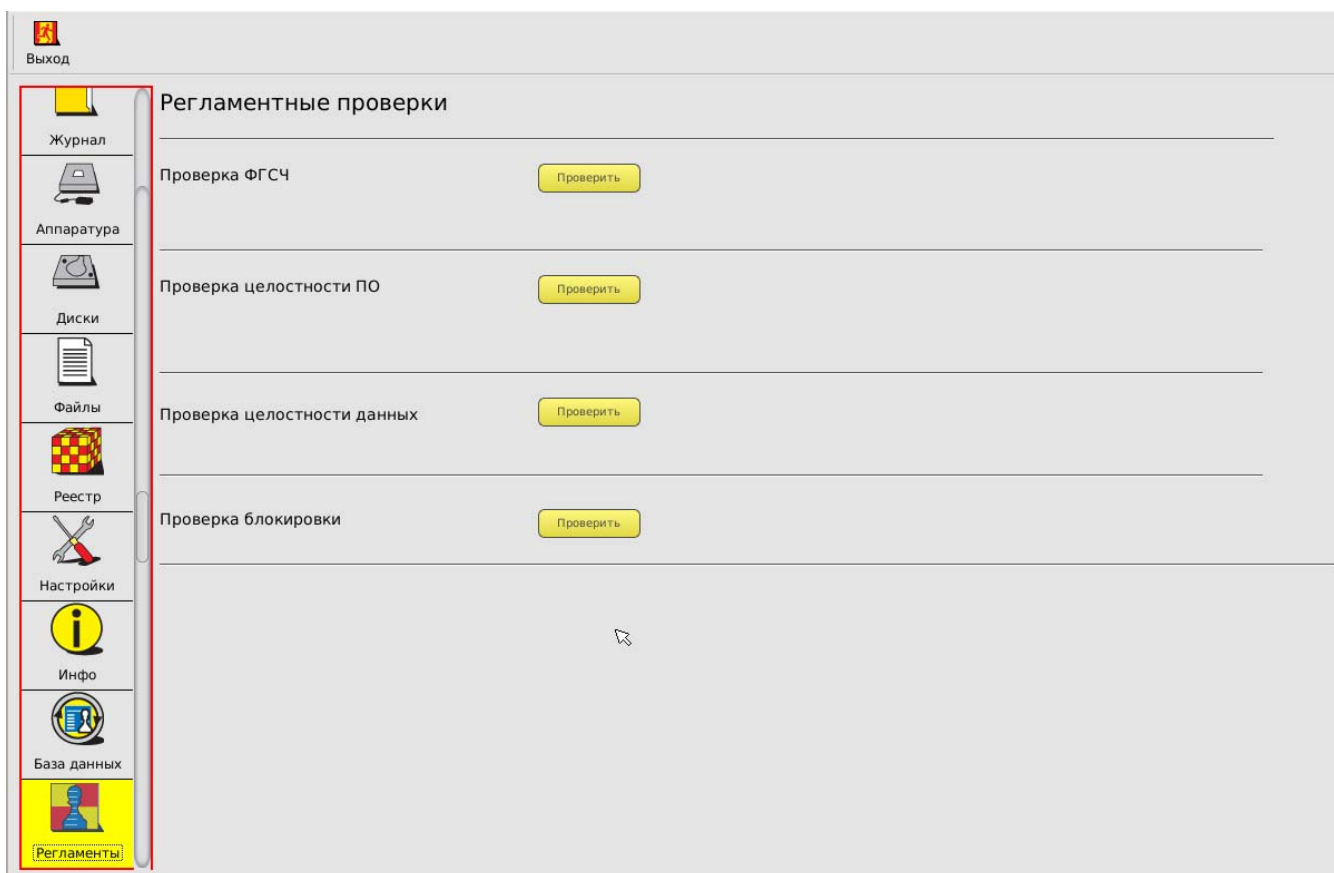 Выход
Журнал
Аппаратура
Диски
Файлы
Реестр
Настройки
Инфо
База данных
Регламенты
Регламентные проверки
Проверка ФГСЧ
Проверить
Проверка целостности ПО
Проверить
Проверка целостности данных
Проверить
Проверка блокировки
Проверить